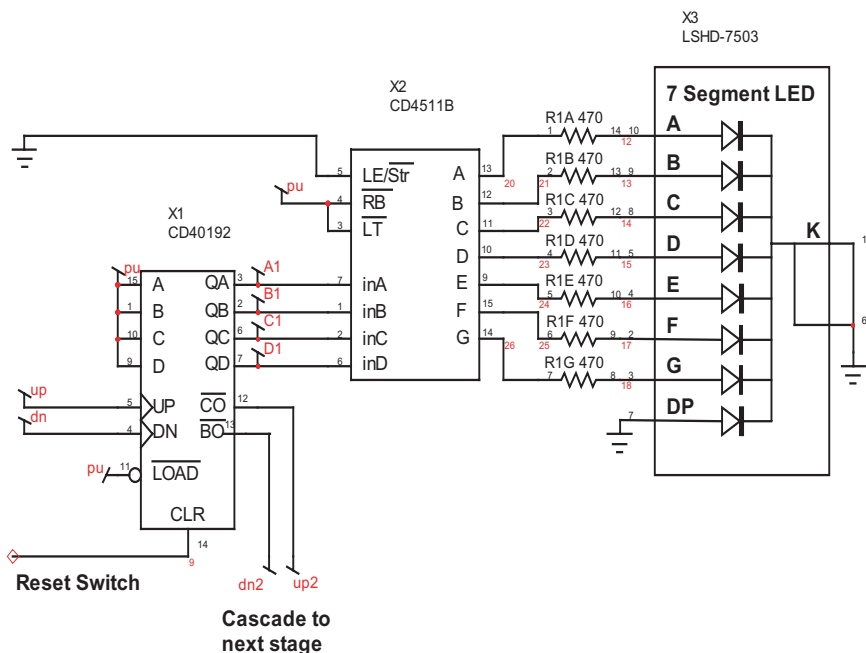 X3
LSHD-7503
7 Segment LED
X2
CD4511B
5 LE/Str
pu 4 RB
3 LT
A 13 20
B 12 21
C 11 22
D 10 23
E 9 24
F 15 25
G 14 26
7 inA
1 inB
2 inC
6 inD
R1A 470
1 14 10 12 A
R1B 470
2 13 9 13 B
R1C 470
3 12 8 14 C
R1D 470
4 11 5 15 D
R1E 470
5 10 4 16 E
R1F 470
6 9 2 17 F
R1G 470
7 8 3 18 G
7 DP
K
1
6
X1
CD40192
pu 15 A QA 3 A1
1 B QB 2 B1
10 C QC 6 C1
9 D QD 7 D1
up 5 UP CO 12
dn 4 DN BO 13
pu 11 LOAD
CLR
14
9
Reset Switch
dn2 up2
Cascade to
next stage